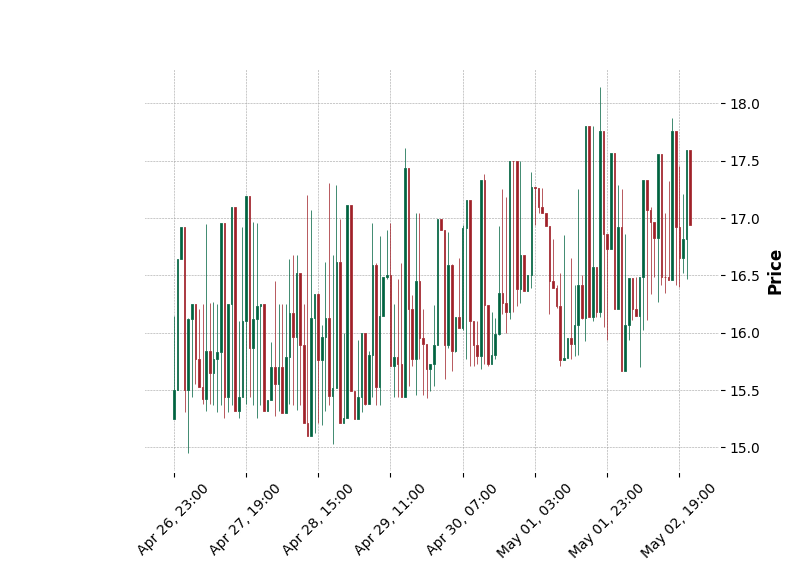 18.0
17.5
17.0
16.5
16.0
15.5
15.0
Price
Apr 26, 23:00
Apr 27, 19:00
Apr 28, 15:00
Apr 29, 11:00
Apr 30, 07:00
May 01, 03:00
May 01, 23:00
May 02, 19:00